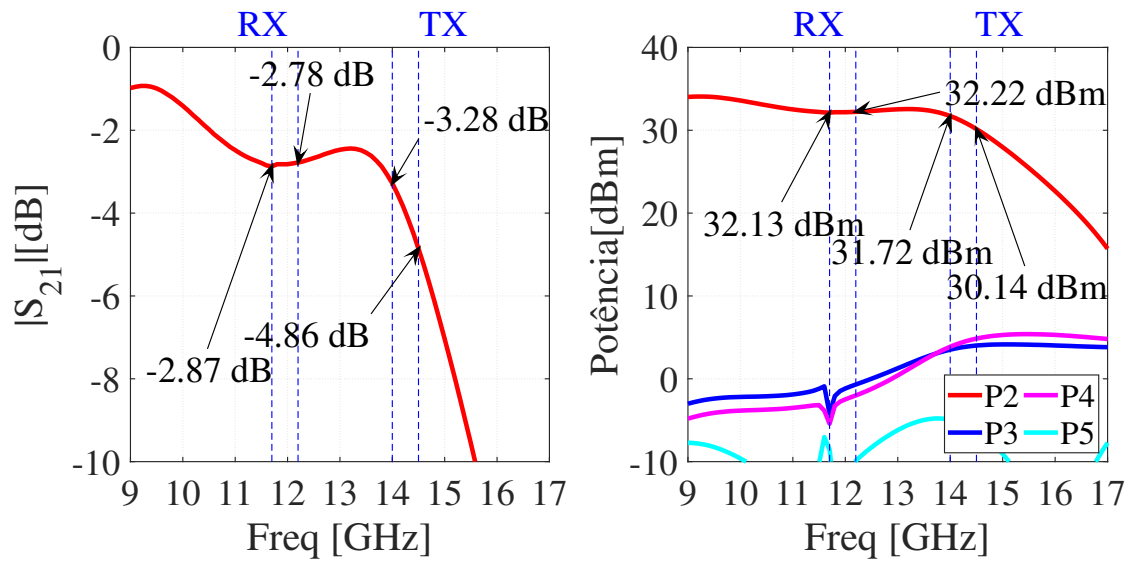 RX
TX
0
-2
-4
-6
-8
-10
|S21|[dB]
-2.78 dB
-3.28 dB
-4.86 dB
-2.87 dB
9 10 11 12 13 14 15 16 17
Freq [GHz]
RX
TX
40
30
20
10
0
-10
Potência[dBm]
32.22 dBm
32.13 dBm
31.72 dBm
30.14 dBm
P2 P4
P3 P5
9 10 11 12 13 14 15 16 17
Freq [GHz]